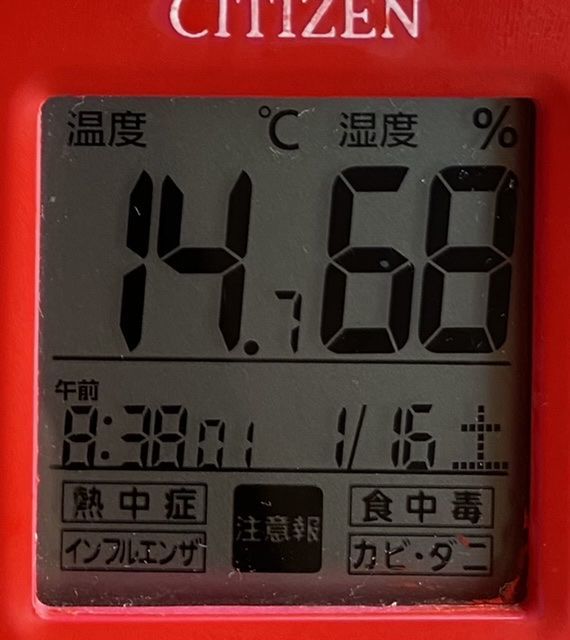 CITIZEN
温度 ℃ 湿度 %
14.7 68
午前
8:38 01 1/16 土
熱中症 注意報 食中毒
インフル・エンザ カビ・ダニ